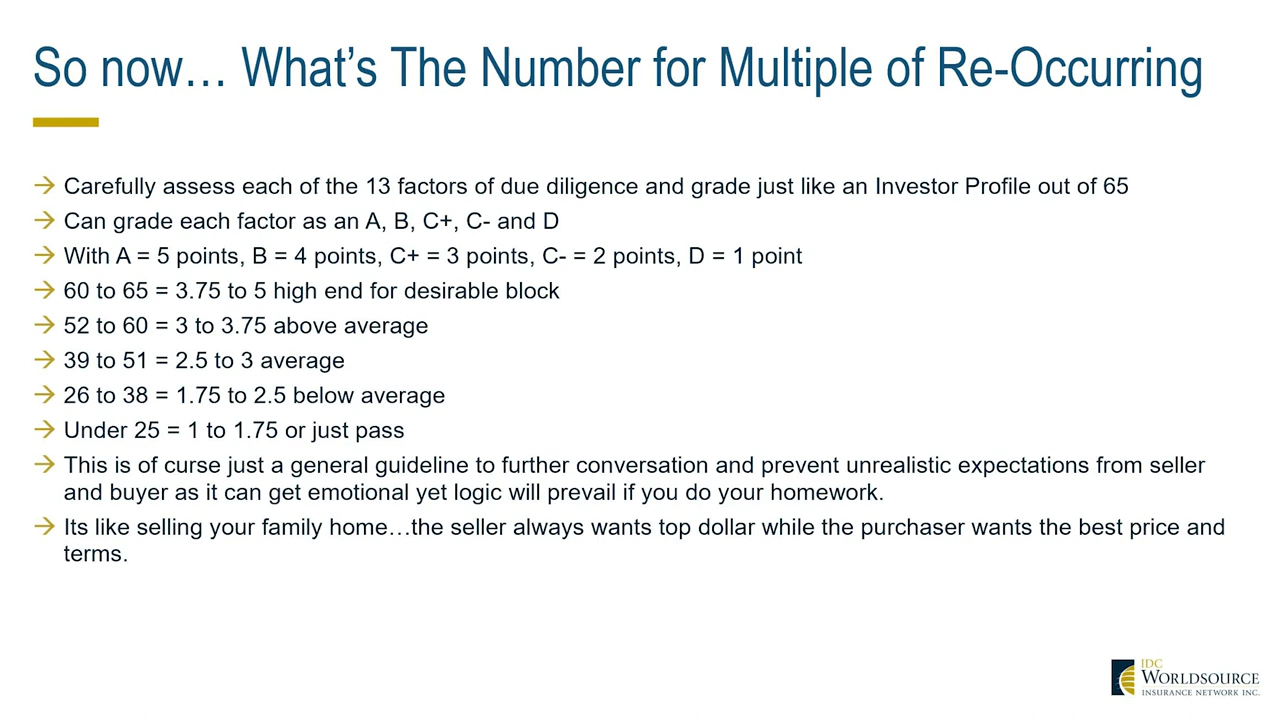 So now… What's The Number for Multiple of Re-Occurring
→ Carefully assess each of the 13 factors of due diligence and grade just like an Investor Profile out of 65
→ Can grade each factor as an A, B, C+, C- and D
→ With A = 5 points, B = 4 points, C+ = 3 points, C- = 2 points, D = 1 point
→ 60 to 65 = 3.75 to 5 high end for desirable block
→ 52 to 60 = 3 to 3.75 above average
→ 39 to 51 = 2.5 to 3 average
→ 26 to 38 = 1.75 to 2.5 below average
→ Under 25 = 1 to 1.75 or just pass
→ This is of curse just a general guideline to further conversation and prevent unrealistic expectations from seller
and buyer as it can get emotional yet logic will prevail if you do your homework.
→ Its like selling your family home…the seller always wants top dollar while the purchaser wants the best price and
terms.
IDC
WORLDSOURCE
INSURANCE NETWORK INC.